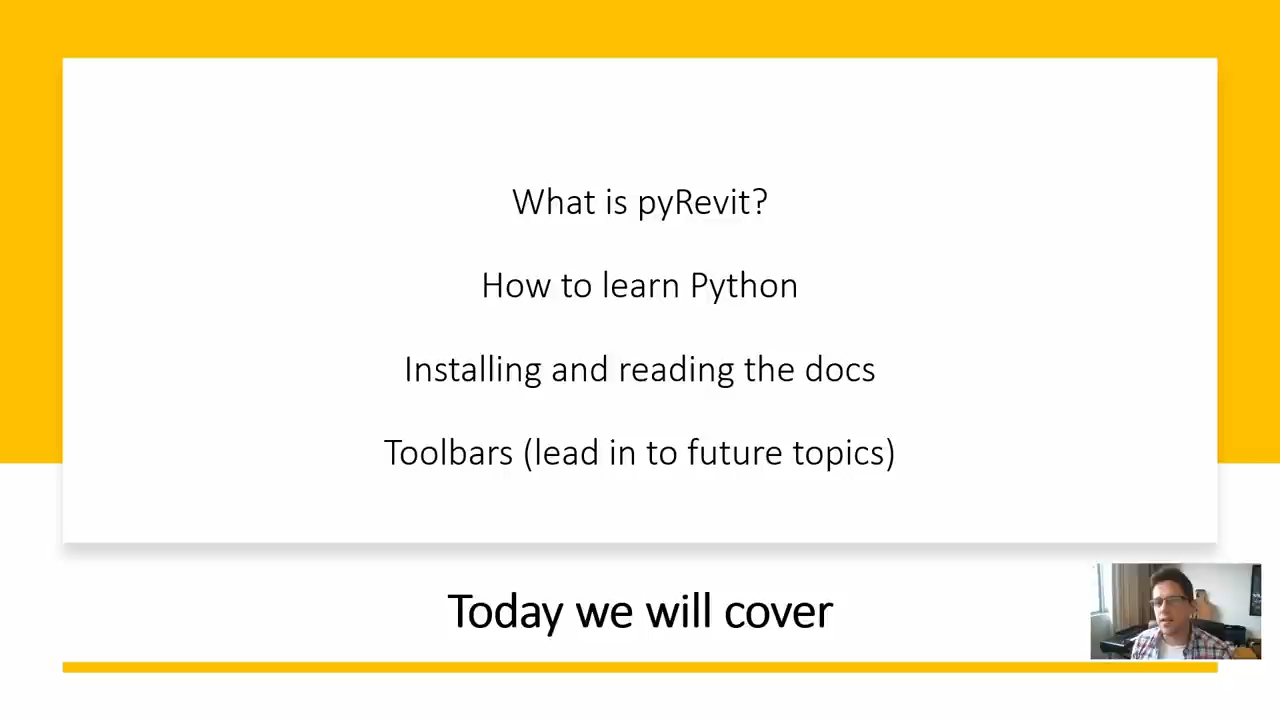 What is pyRevit?
How to learn Python
Installing and reading the docs
Toolbars (lead in to future topics)
Today we will cover